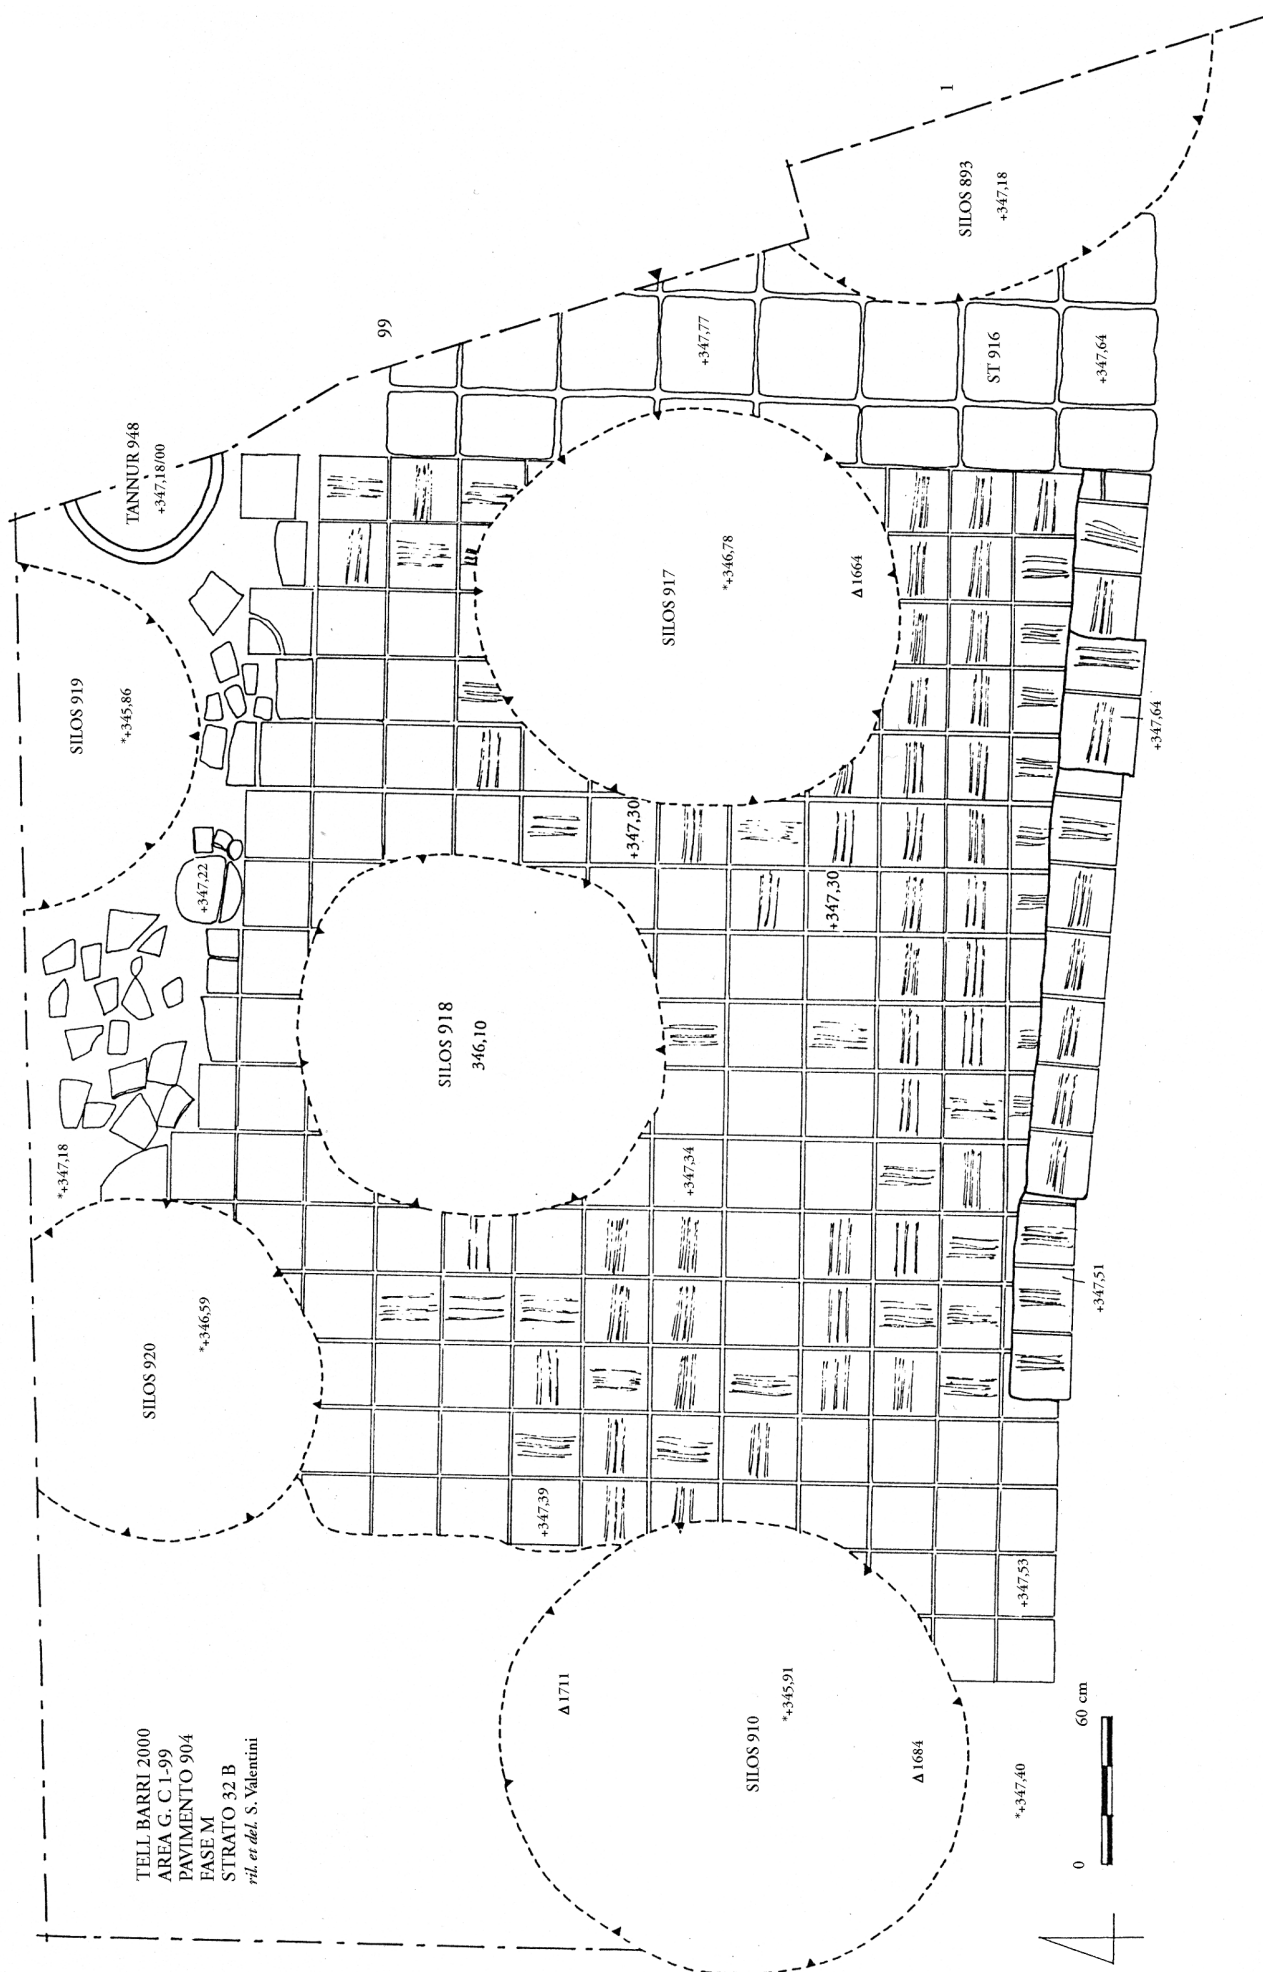 TELL BARRI 2000
AREA G. C 1-99
PAVIMENTO 904
FASE M
STRATO 32 B
ril. et del. S. Valentini
SILOS 920
*+346,59
*+347,18
SILOS 919
*+345,86
TANNUR 948
+347,18/00
+347,22
99
1
SILOS 918
346,10
SILOS 917
*+346,78
Δ1664
+347,77
ST 916
+347,64
SILOS 893
+347,18
+347,30
+347,30
+347,34
+347,39
+347,64
+347,51
+347,53
Δ1711
SILOS 910
*+345,91
Δ1684
*+347,40
0
60 cm